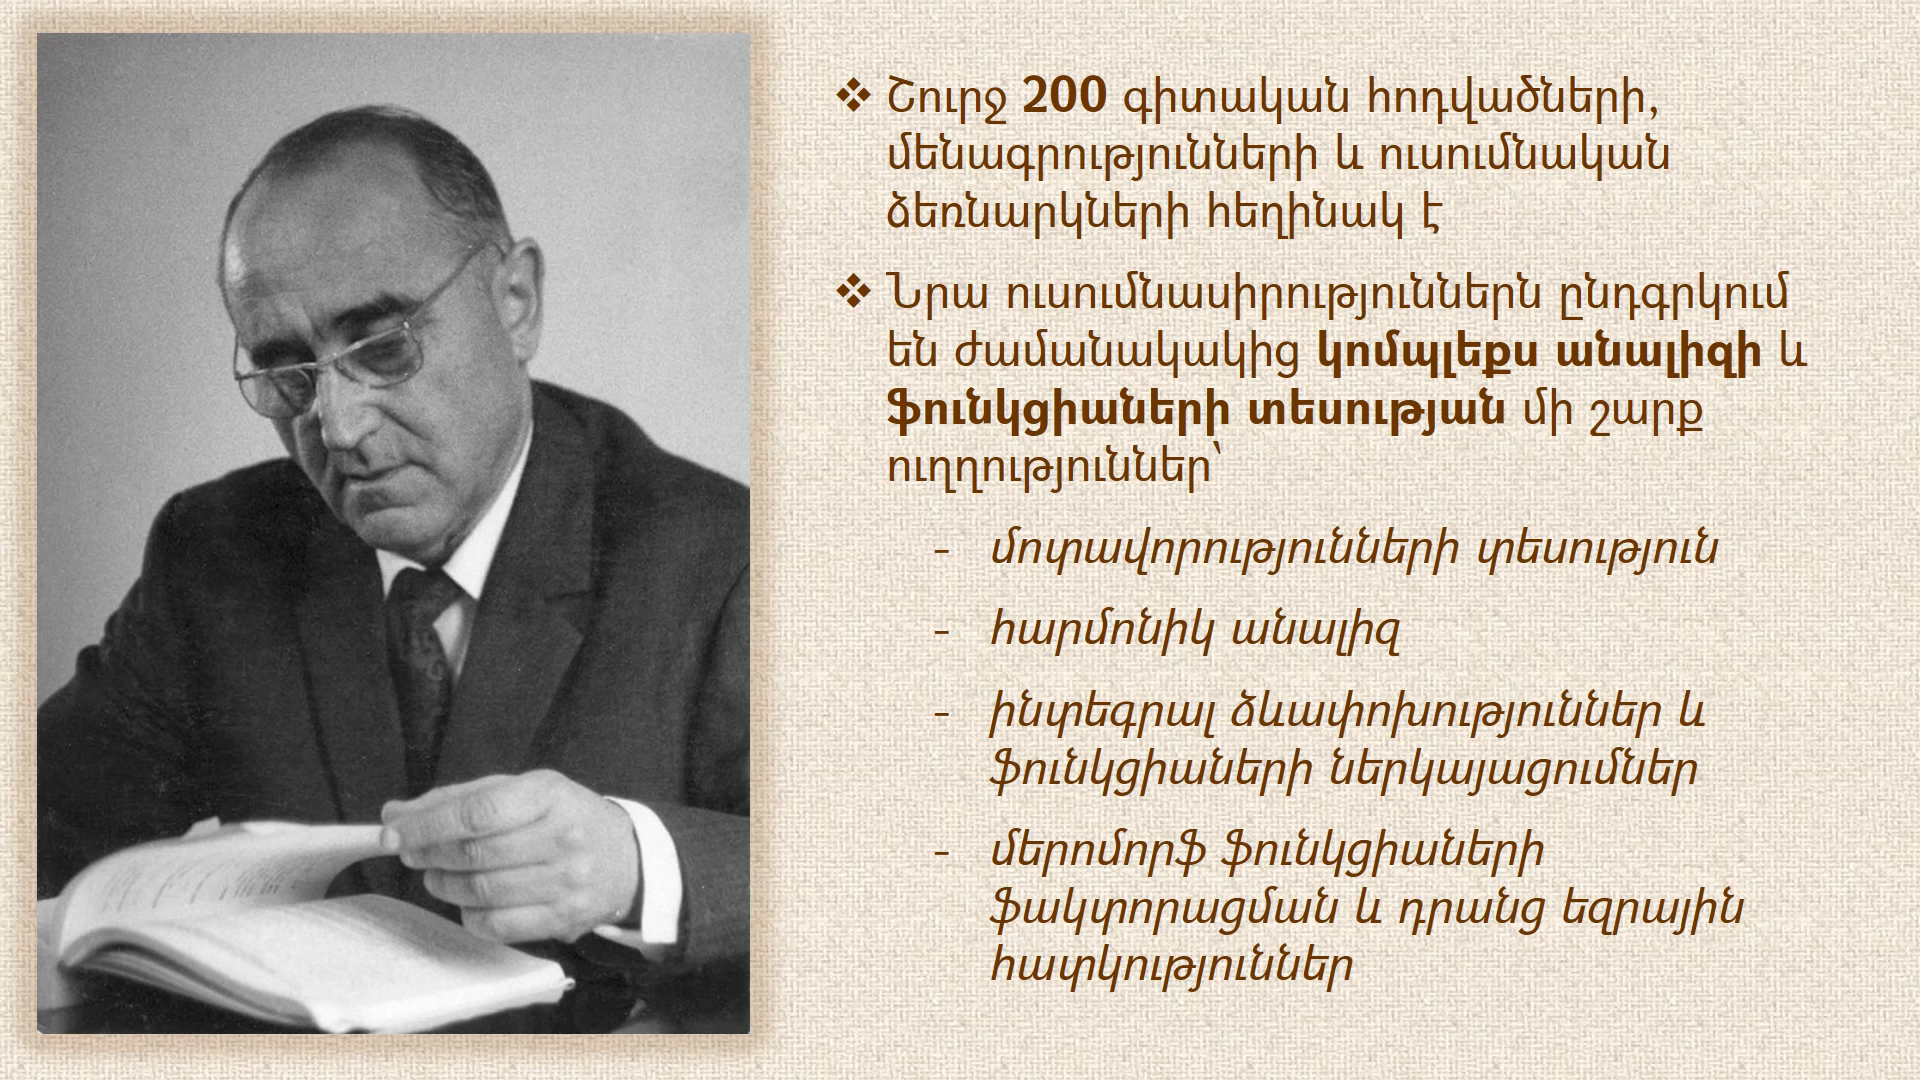 ❖ Շուրջ 200 գիտական հոդվածների,
մենագրությունների և ուսումնական
ձեռնարկների հեղինակ է
❖ Նրա ուսումնասիրություններն ընդգրկում
են ժամանակակից կոմպլեքս անալիզի և
ֆունկցիաների տեսության մի շարք
ուղղություններ՝
- մոտավորությունների տեսություն
- հարմոնիկ անալիզ
- ինտեգրալ ձևափոխություններ և
ֆունկցիաների ներկայացումներ
- մերոմորֆ ֆունկցիաների
ֆակտորացման և դրանց եզրային
հատկություններ